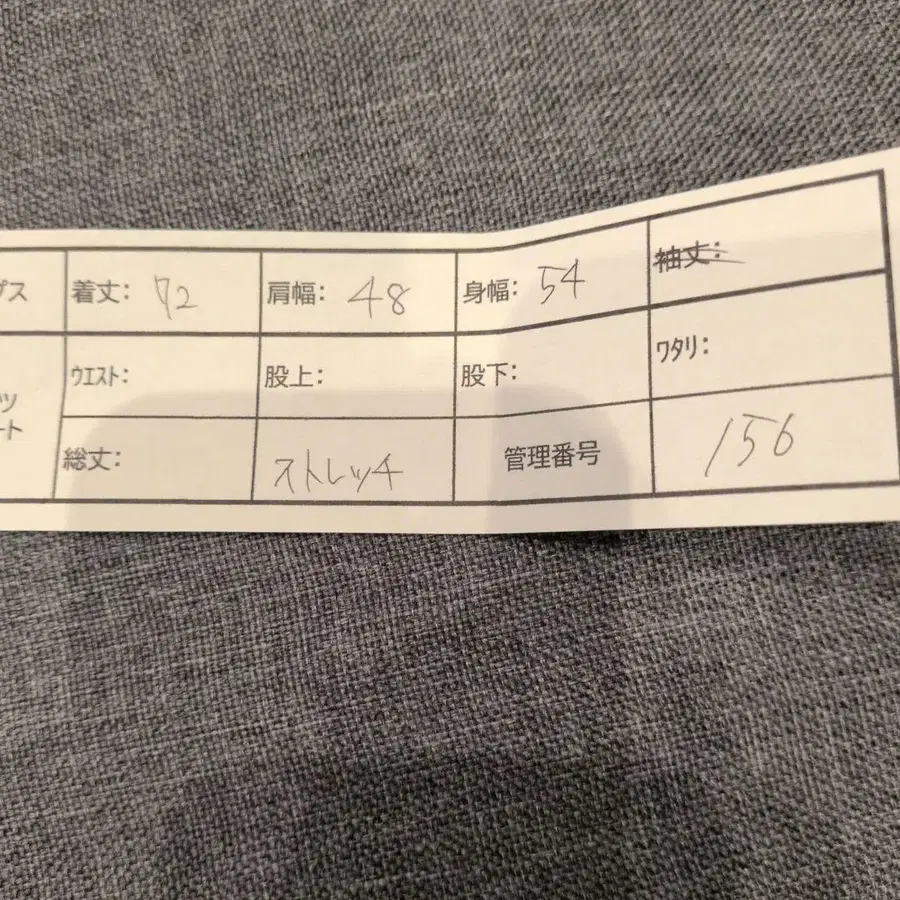 プス 着丈: 72 肩幅: 48 身幅: 54 袖丈:
ウエスト: 股上: 股下: ワタリ:
ツ
ート
総丈: ストレッチ 管理番号 156